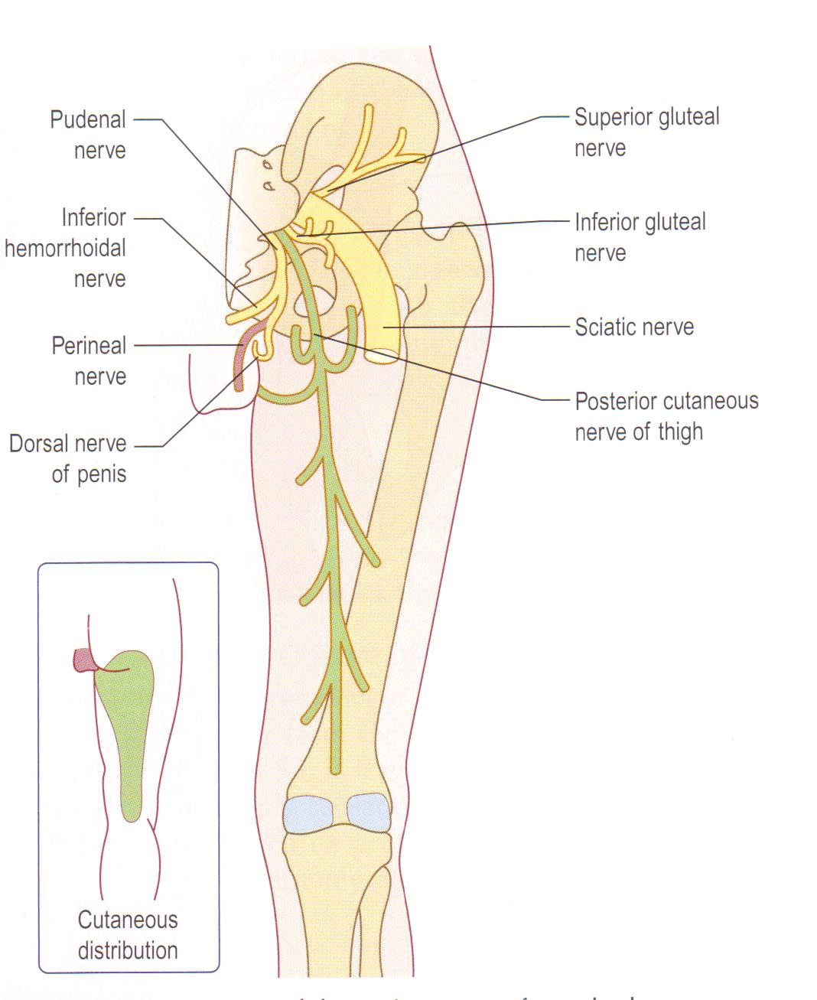 Pudenal
nerve
Inferior
hemorrhoidal
nerve
Perineal
nerve
Dorsal nerve
of penis
Superior gluteal
nerve
Inferior gluteal
nerve
Sciatic nerve
Posterior cutaneous
nerve of thigh
Cutaneous
distribution